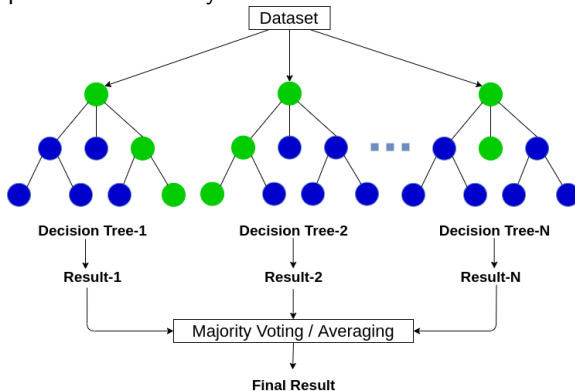 Dataset
Decision Tree-1
Decision Tree-2
Decision Tree-N
Result-1
Result-2
Result-N
Majority Voting / Averaging
Final Result